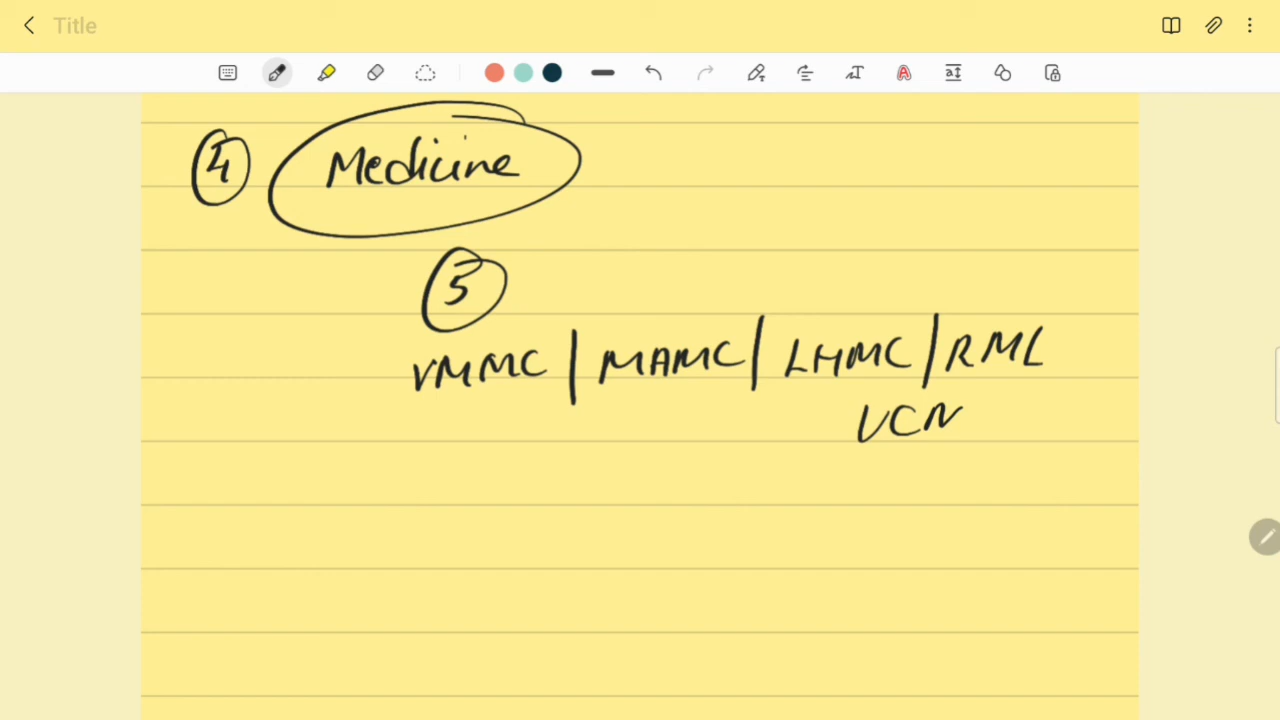 Title
4 Medicine
5
VMMC | MAMC | LHMC | RML
UCN